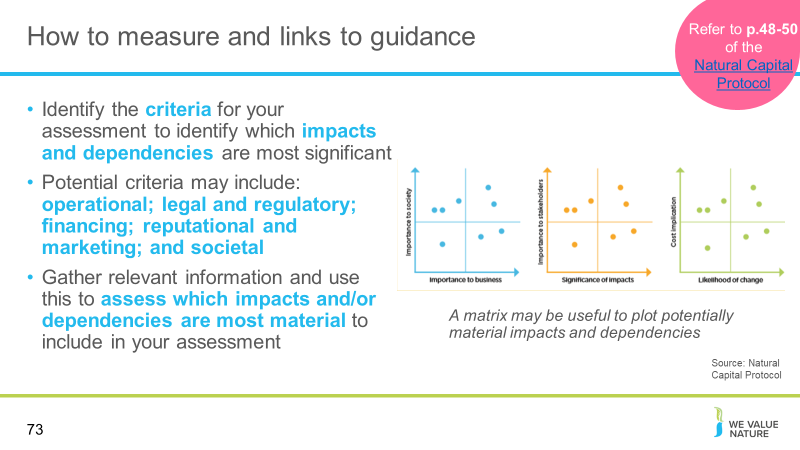 How to measure and links to guidance
Refer to p.48-50
of the
Natural Capital
Protocol
• Identify the criteria for your
assessment to identify which impacts
and dependencies are most significant
• Potential criteria may include:
operational; legal and regulatory;
financing; reputational and
marketing; and societal
• Gather relevant information and use
this to assess which impacts and/or
dependencies are most material to
include in your assessment
Importance to society
Importance to business
Importance to stakeholders
Significance of impacts
Cost implication
Likelihood of change
A matrix may be useful to plot potentially
material impacts and dependencies
Source: Natural
Capital Protocol
73
WE VALUE
NATURE